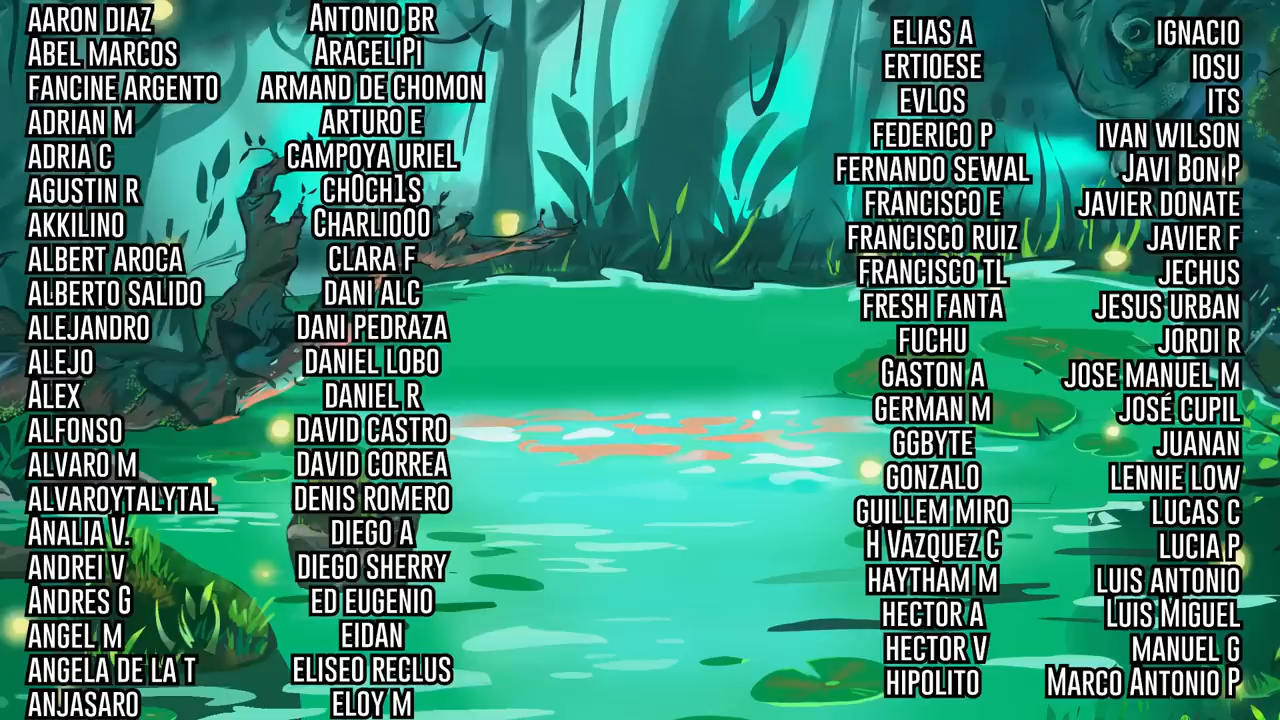 AARON DIAZ
ABEL MARCOS
FANCINE ARGENTO
ADRIAN M
ADRIA C
AGUSTIN R
AKKILINO
ALBERT AROCA
ALBERTO SALIDO
ALEJANDRO
ALEJO
ALEX
ALFONSO
ALVARO M
ALVAROYTALYTAL
ANALIA V.
ANDREI V
ANDRES G
ANGEL M
ANGELA DE LA T
ANJASARO
ANTONIO BR
ARACELIPI
ARMAND DE CHOMON
ARTURO E
CAMPOYA URIEL
CH0CH1S
CHARLIO00
CLARA F
DANI ALC
DANI PEDRAZA
DANIEL LOBO
DANIEL R
DAVID CASTRO
DAVID CORREA
DENIS ROMERO
DIEGO A
DIEGO SHERRY
ED EUGENIO
EIDAN
ELISEO RECLUS
ELOY M
ELIAS A
ERTIOESE
EVLOS
FEDERICO P
FERNANDO SEWAL
FRANCISCO E
FRANCISCO RUIZ
FRANCISCO TL
FRESH FANTA
FUCHU
GASTON A
GERMAN M
GGBYTE
GONZALO
GUILLEM MIRO
H VAZQUEZ C
HAYTHAM M
HECTOR A
HECTOR V
HIPOLITO
IGNACIO
IOSU
ITS
IVAN WILSON
JAVI BON P
JAVIER DONATE
JAVIER F
JECHUS
JESUS URBAN
JORDI R
JOSE MANUEL M
JOSÉ CUPIL
JUANAN
LENNIE LOW
LUCAS C
LUCIA P
LUIS ANTONIO
LUIS MIGUEL
MANUEL G
MARCO ANTONIO P